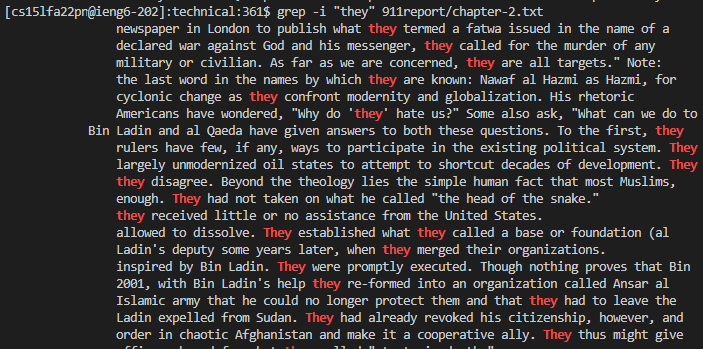 [cs15lfa22pn@ieng6-202]:technical:361$ grep -i "they" 911report/chapter-2.txt
newspaper in London to publish what they termed a fatwa issued in the name of a
declared war against God and his messenger, they called for the murder of any
military or civilian. As far as we are concerned, they are all targets." Note:
the last word in the names by which they are known: Nawaf al Hazmi as Hazmi, for
cyclonic change as they confront modernity and globalization. His rhetoric
Americans have wondered, "Why do 'they' hate us?" Some also ask, "What can we do to
Bin Ladin and al Qaeda have given answers to both these questions. To the first, they
rulers have few, if any, ways to participate in the existing political system. They
largely unmodernized oil states to attempt to shortcut decades of development. They
they disagree. Beyond the theology lies the simple human fact that most Muslims,
enough. They had not taken on what he called "the head of the snake."
they received little or no assistance from the United States.
allowed to dissolve. They established what they called a base or foundation (al
Ladin's deputy some years later, when they merged their organizations.
inspired by Bin Ladin. They were promptly executed. Though nothing proves that Bin
2001, with Bin Ladin's help they re-formed into an organization called Ansar al
Islamic army that he could no longer protect them and that they had to leave the
Ladin expelled from Sudan. They had already revoked his citizenship, however, and
order in chaotic Afghanistan and make it a cooperative ally. They thus might give